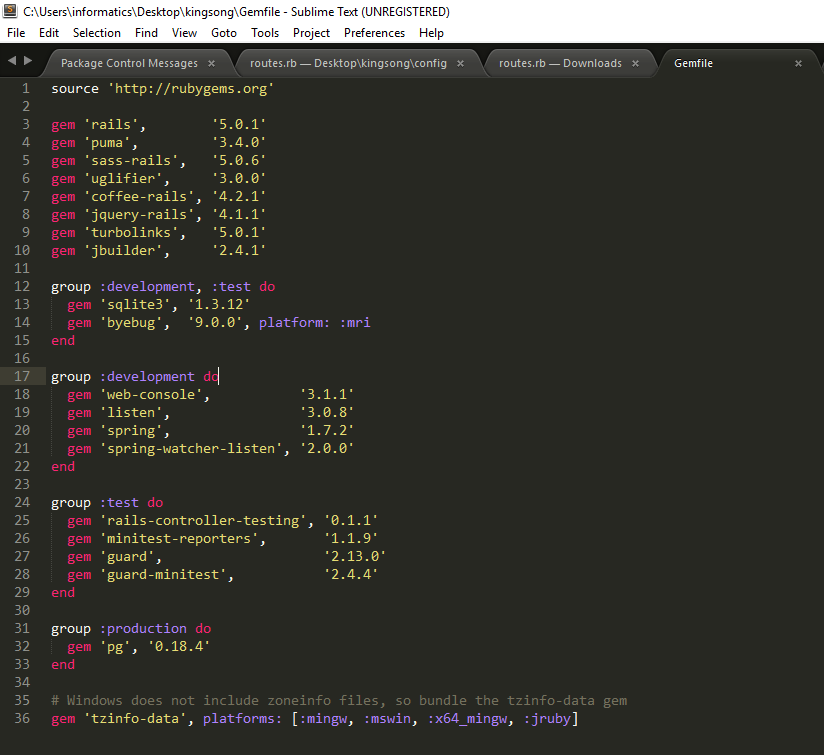 C:\Users\informatics\Desktop\kingsong\Gemfile - Sublime Text (UNREGISTERED)
File Edit Selection Find View Goto Tools Project Preferences Help
Package Control Messages × routes.rb — Desktop\kingsong\config × routes.rb — Downloads × Gemfile ×
1 source 'http://rubygems.org'
2
3 gem 'rails',        '5.0.1'
4 gem 'puma',         '3.4.0'
5 gem 'sass-rails',   '5.0.6'
6 gem 'uglifier',     '3.0.0'
7 gem 'coffee-rails', '4.2.1'
8 gem 'jquery-rails', '4.1.1'
9 gem 'turbolinks',   '5.0.1'
10 gem 'jbuilder',     '2.4.1'
11
12 group :development, :test do
13   gem 'sqlite3', '1.3.12'
14   gem 'byebug',  '9.0.0', platform: :mri
15 end
16
17 group :development do
18   gem 'web-console',           '3.1.1'
19   gem 'listen',                '3.0.8'
20   gem 'spring',                '1.7.2'
21   gem 'spring-watcher-listen', '2.0.0'
22 end
23
24 group :test do
25   gem 'rails-controller-testing', '0.1.1'
26   gem 'minitest-reporters',       '1.1.9'
27   gem 'guard',                    '2.13.0'
28   gem 'guard-minitest',           '2.4.4'
29 end
30
31 group :production do
32   gem 'pg', '0.18.4'
33 end
34
35 # Windows does not include zoneinfo files, so bundle the tzinfo-data gem
36 gem 'tzinfo-data', platforms: [:mingw, :mswin, :x64_mingw, :jruby]